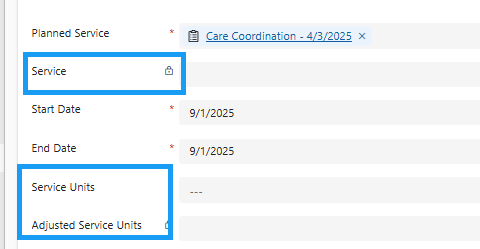 Planned Service * Care Coordination - 4/3/2025 ×
Service
Start Date * 9/1/2025
End Date * 9/1/2025
Service Units ---
Adjusted Service Units